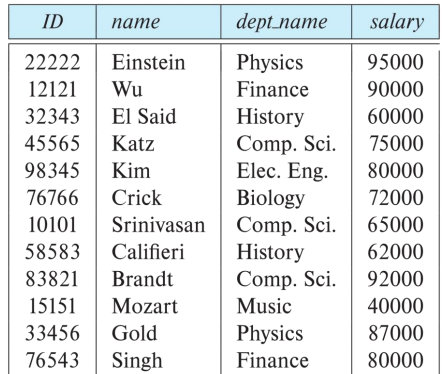 ID name dept_name salary
22222 Einstein Physics 95000
12121 Wu Finance 90000
32343 El Said History 60000
45565 Katz Comp. Sci. 75000
98345 Kim Elec. Eng. 80000
76766 Crick Biology 72000
10101 Srinivasan Comp. Sci. 65000
58583 Califieri History 62000
83821 Brandt Comp. Sci. 92000
15151 Mozart Music 40000
33456 Gold Physics 87000
76543 Singh Finance 80000